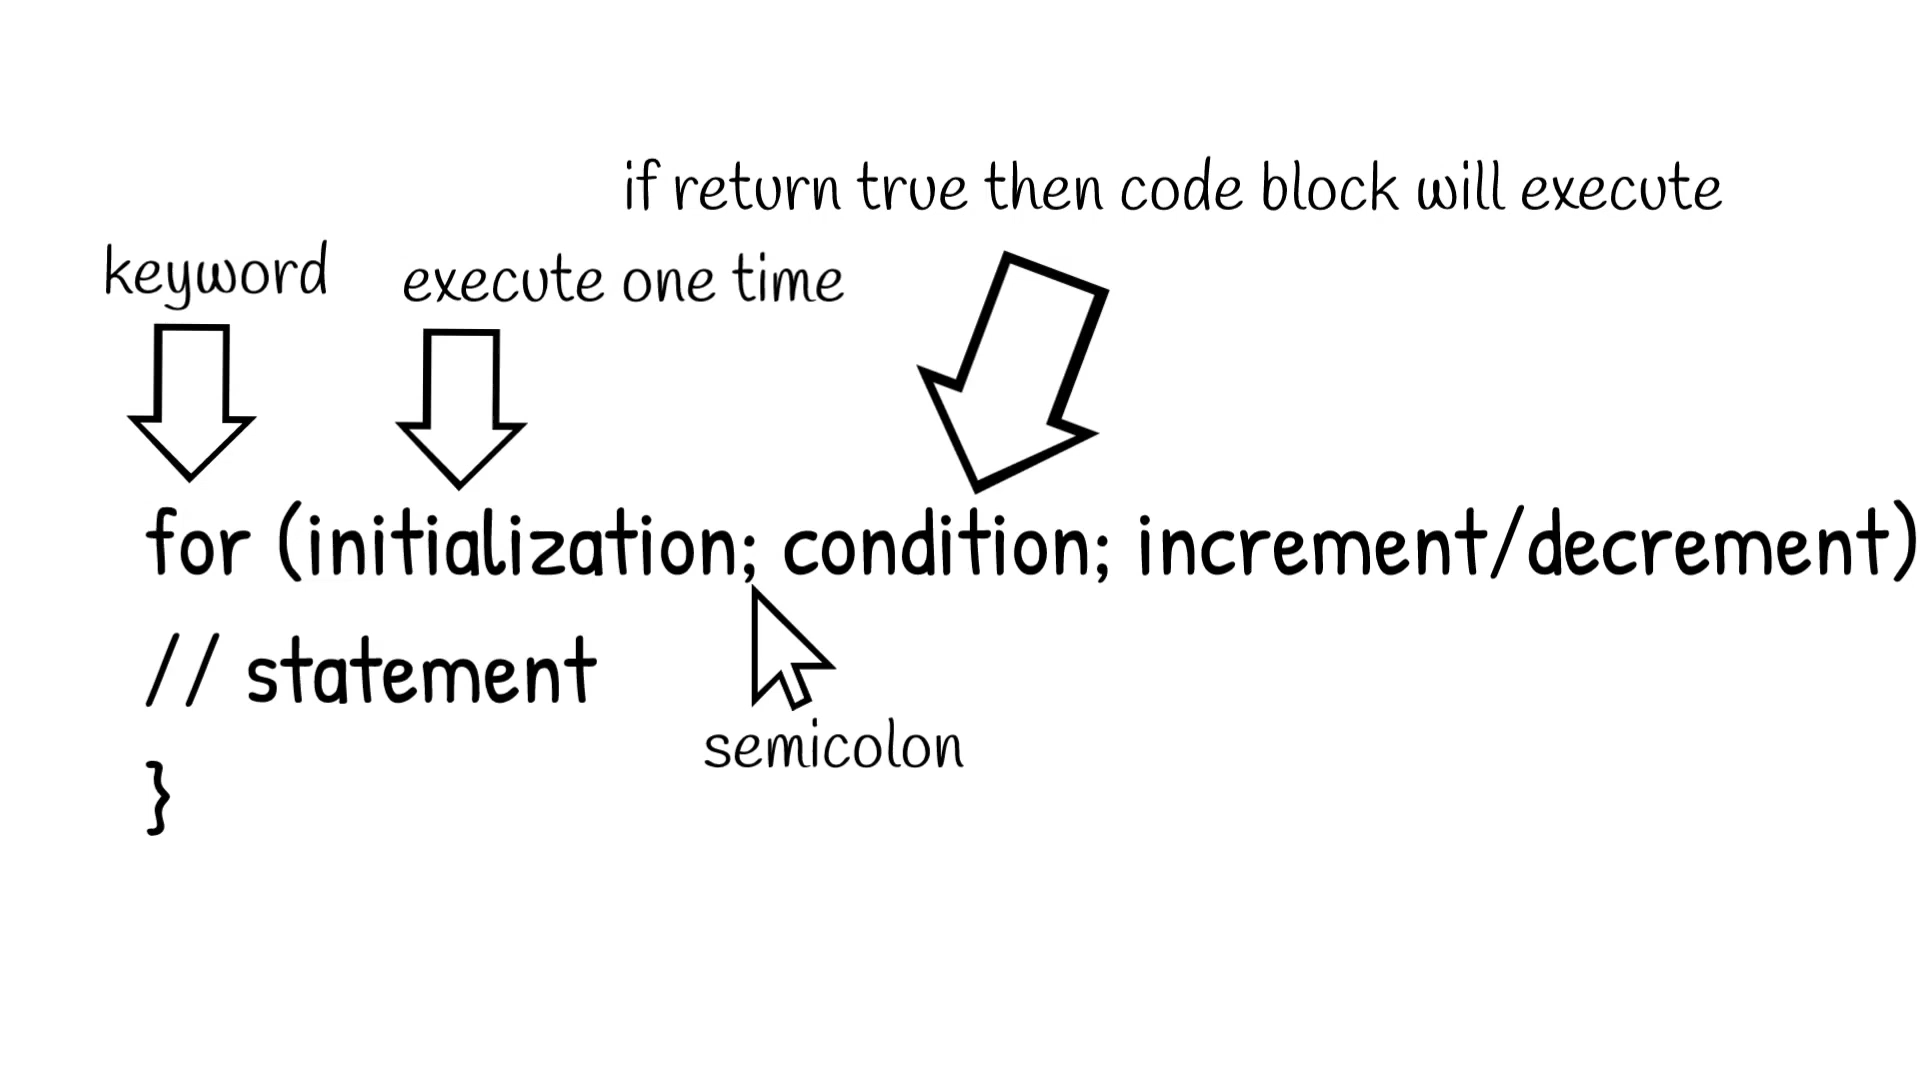 if return true then code block will execute
keyword
execute one time
for (initialization; condition; increment/decrement)
// statement
semicolon
}